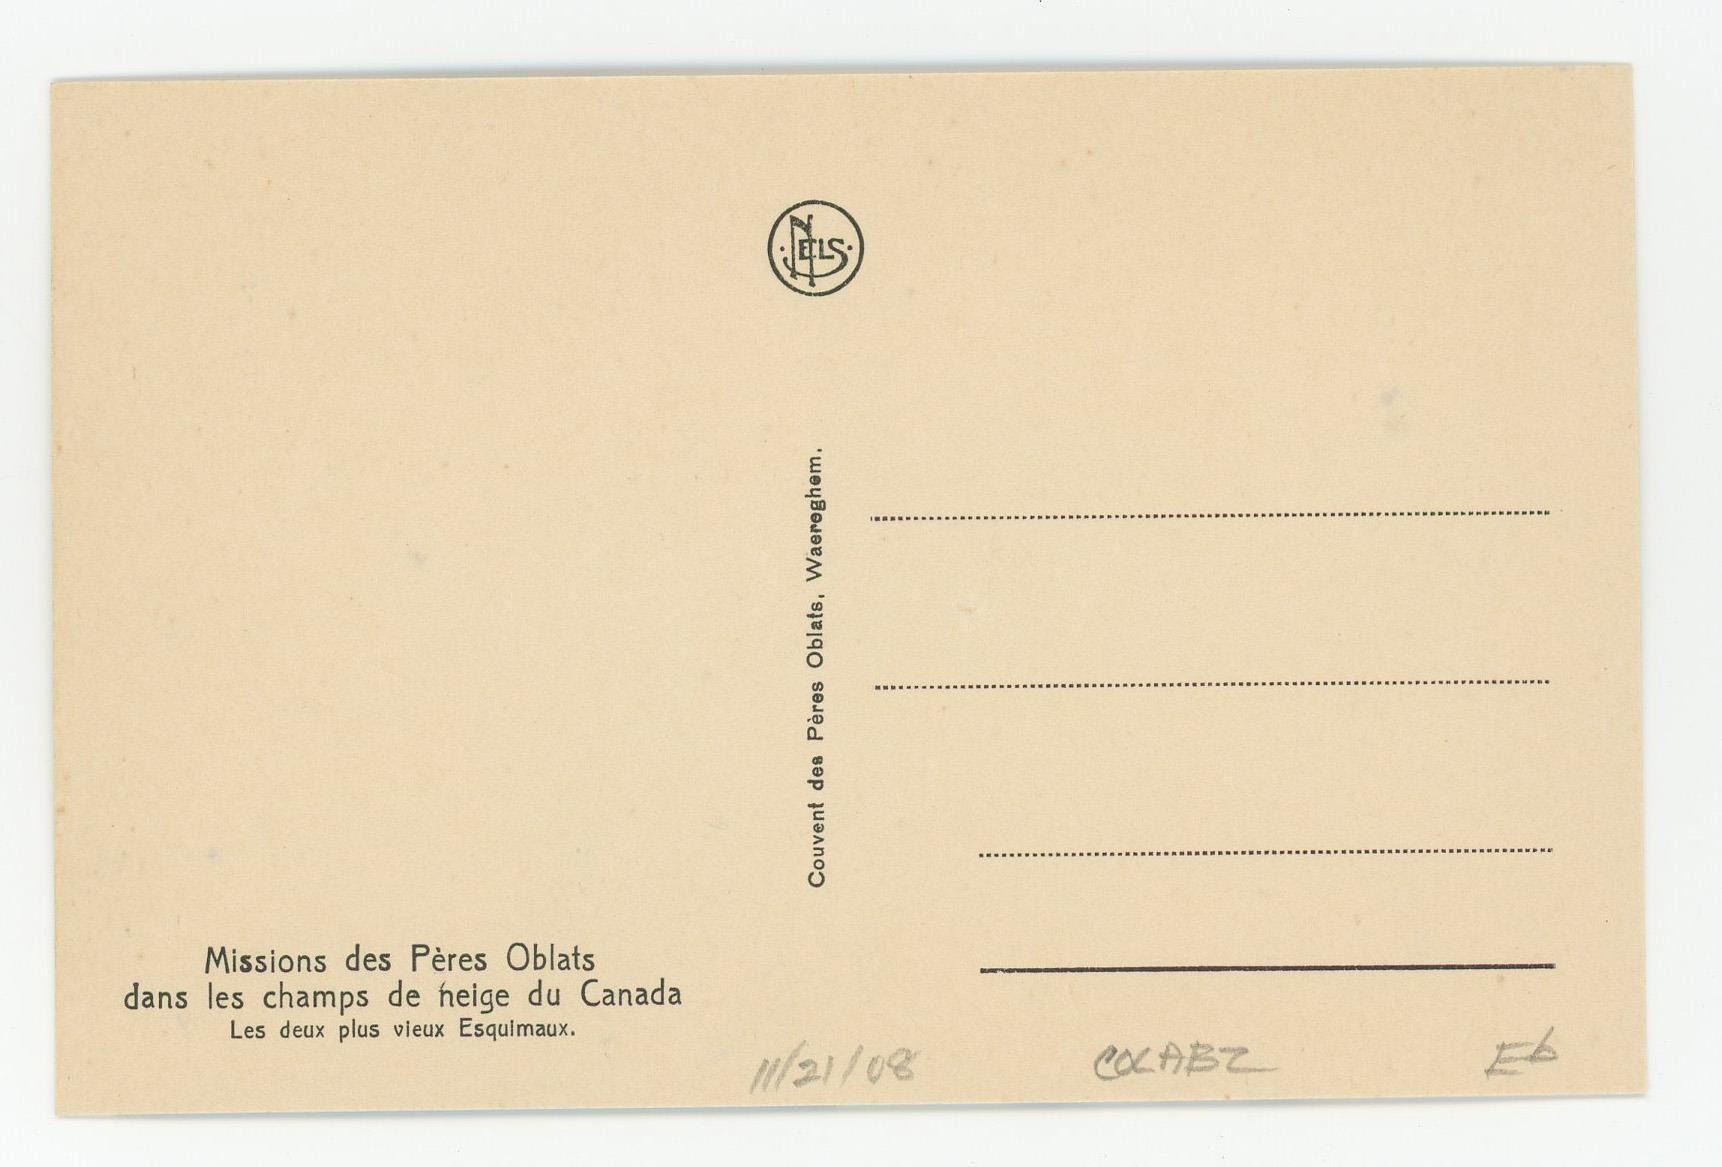 NELS
Couvent des Pères Oblats, Waereghem.
Missions des Pères Oblats
dans les champs de neige du Canada
Les deux plus vieux Esquimaux.
11/21/08
E6